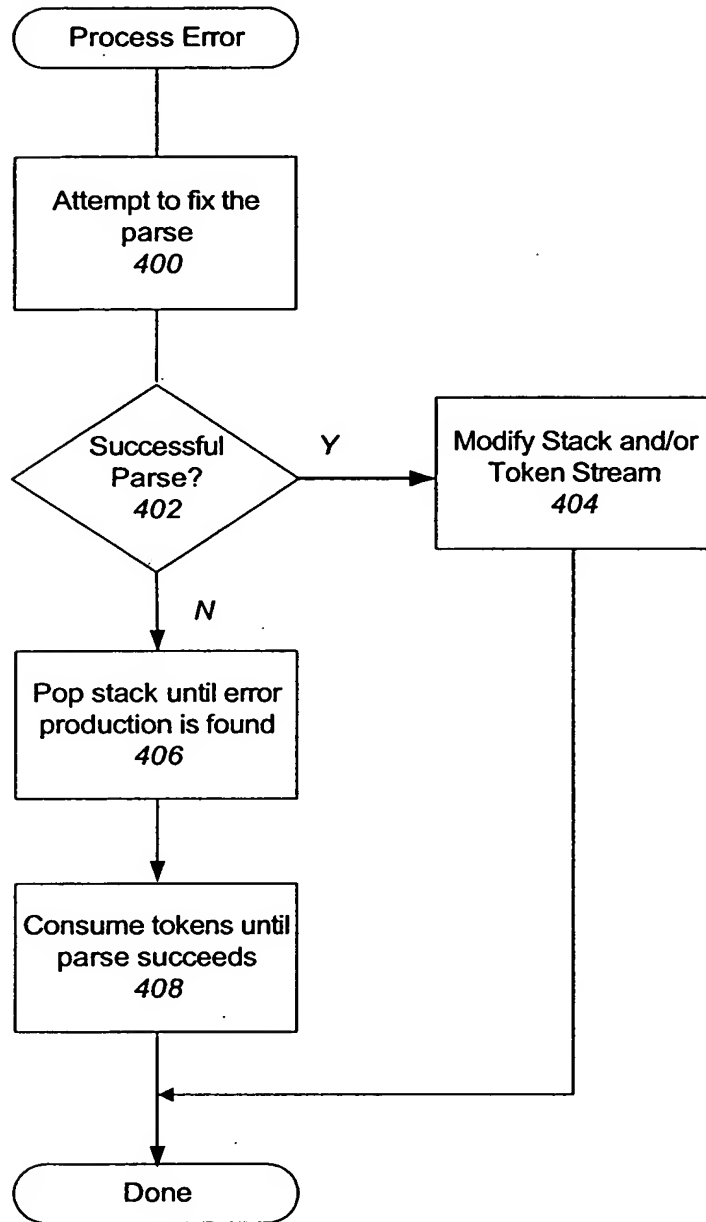 Process Error
Attempt to fix the
parse
400
Successful
Parse?
402
Y
Modify Stack and/or
Token Stream
404
N
Pop stack until error
production is found
406
Consume tokens until
parse succeeds
408
Done